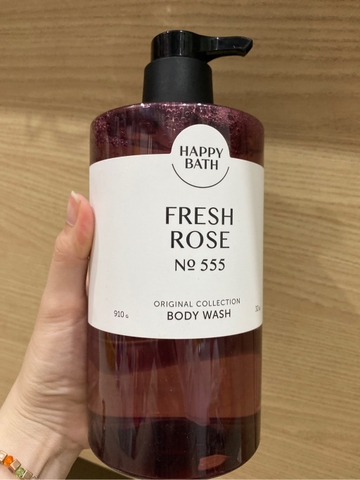 HAPPY
BATH
FRESH
ROSE
Nº 555
ORIGINAL COLLECTION
910 G
BODY WASH